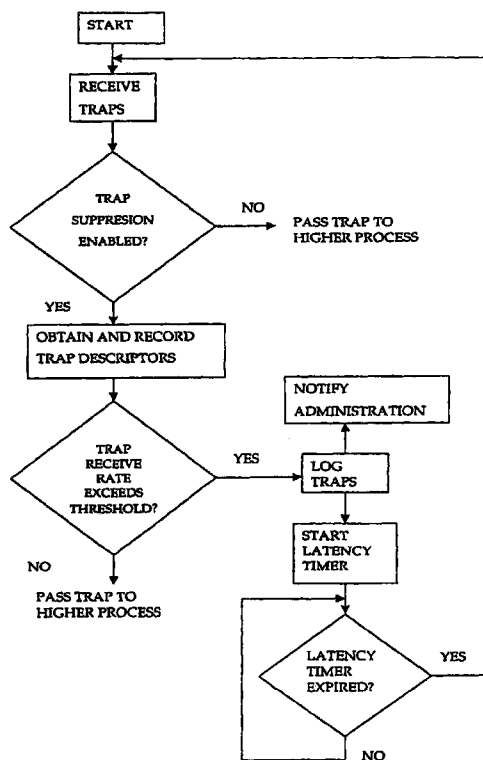 START
RECEIVE
TRAPS
TRAP
SUPPRESION
ENABLED?
NO
PASS TRAP TO
HIGHER PROCESS
YES
OBTAIN AND RECORD
TRAP DESCRIPTORS
NOTIFY
ADMINISTRATION
TRAP
RECEIVE
RATE
EXCEEDS
THRESHOLD?
YES
LOG
TRAPS
START
LATENCY
TIMER
NO
PASS TRAP TO
HIGHER PROCESS
LATENCY
TIMER
EXPIRED?
YES
NO